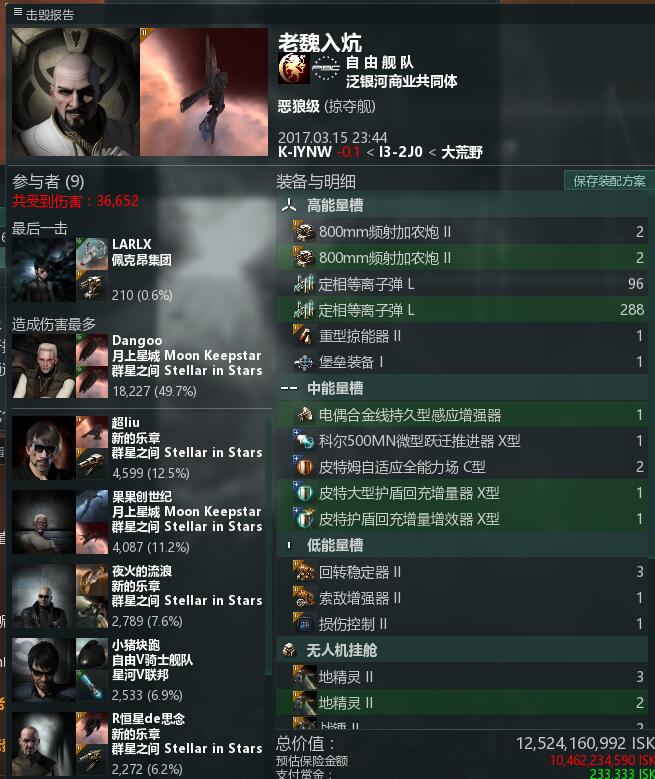 击毁报告
老魏入炕
自由舰队
泛银河商业共同体
恶狼级 (掠夺舰)
2017.03.15 23:44
K-IYNW -0.1 < I3-2J0 < 大荒野
参与者 (9)
共受到伤害：36,652
最后一击
LARLX
佩克昂集团
210 (0.6%)
造成伤害最多
Dangoo
月上星城 Moon Keepstar
群星之间 Stellar in Stars
18,227 (49.7%)
超liu
新的乐章
群星之间 Stellar in Stars
4,599 (12.5%)
果果创世纪
月上星城 Moon Keepstar
群星之间 Stellar in Stars
4,087 (11.2%)
夜火的流浪
新的乐章
群星之间 Stellar in Stars
2,789 (7.6%)
小猪块跑
自由V骑士舰队
星河V联邦
2,533 (6.9%)
R恒星de思念
新的乐章
群星之间 Stellar in Stars
2,272 (6.2%)
装备与明细
保存装配方案
高能量槽
800mm频射加农炮 II 2
800mm频射加农炮 II 2
定相等离子弹 L 96
定相等离子弹 L 288
重型掠能器 II 1
堡垒装备 I 1
中能量槽
电偶合金线持久型感应增强器 1
科尔500MN微型跃迁推进器 X型 1
皮特姆自适应全能力场 C型 2
皮特大型护盾回充增量器 X型 1
皮特护盾回充增量增效器 X型 1
低能量槽
回转稳定器 II 3
索敌增强器 II 1
损伤控制 II 1
无人机挂舱
地精灵 II 3
地精灵 II 2
战锤 II
总价值： 12,524,160,992 ISK
预估保险金额 10,462,234,590 ISK
支付赏金： 233,333 ISK